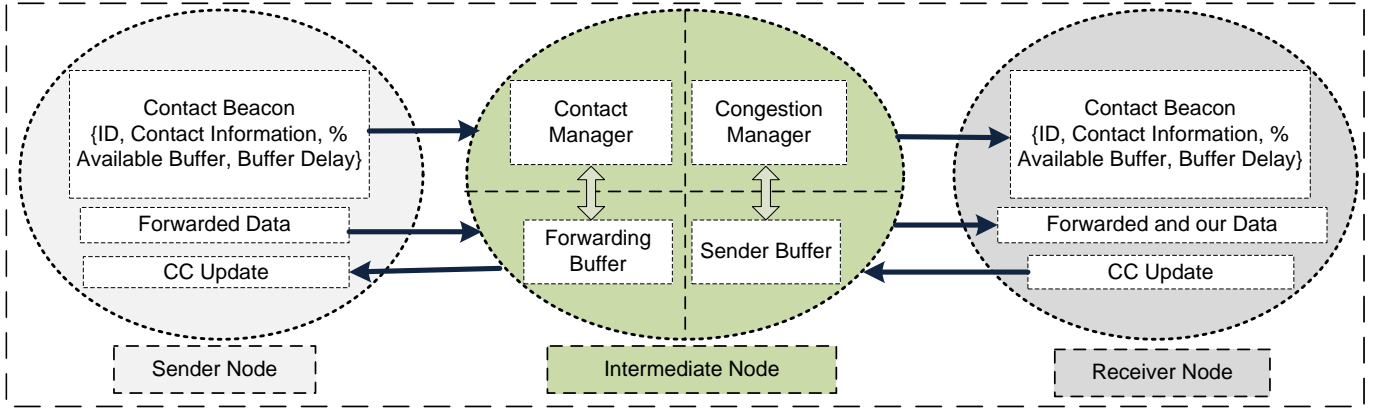 Contact Beacon
{ID, Contact Information, %
Available Buffer, Buffer Delay}
Forwarded Data
CC Update
Sender Node
Contact
Manager
Congestion
Manager
Forwarding
Buffer
Sender Buffer
Intermediate Node
Contact Beacon
{ID, Contact Information, %
Available Buffer, Buffer Delay}
Forwarded and our Data
CC Update
Receiver Node